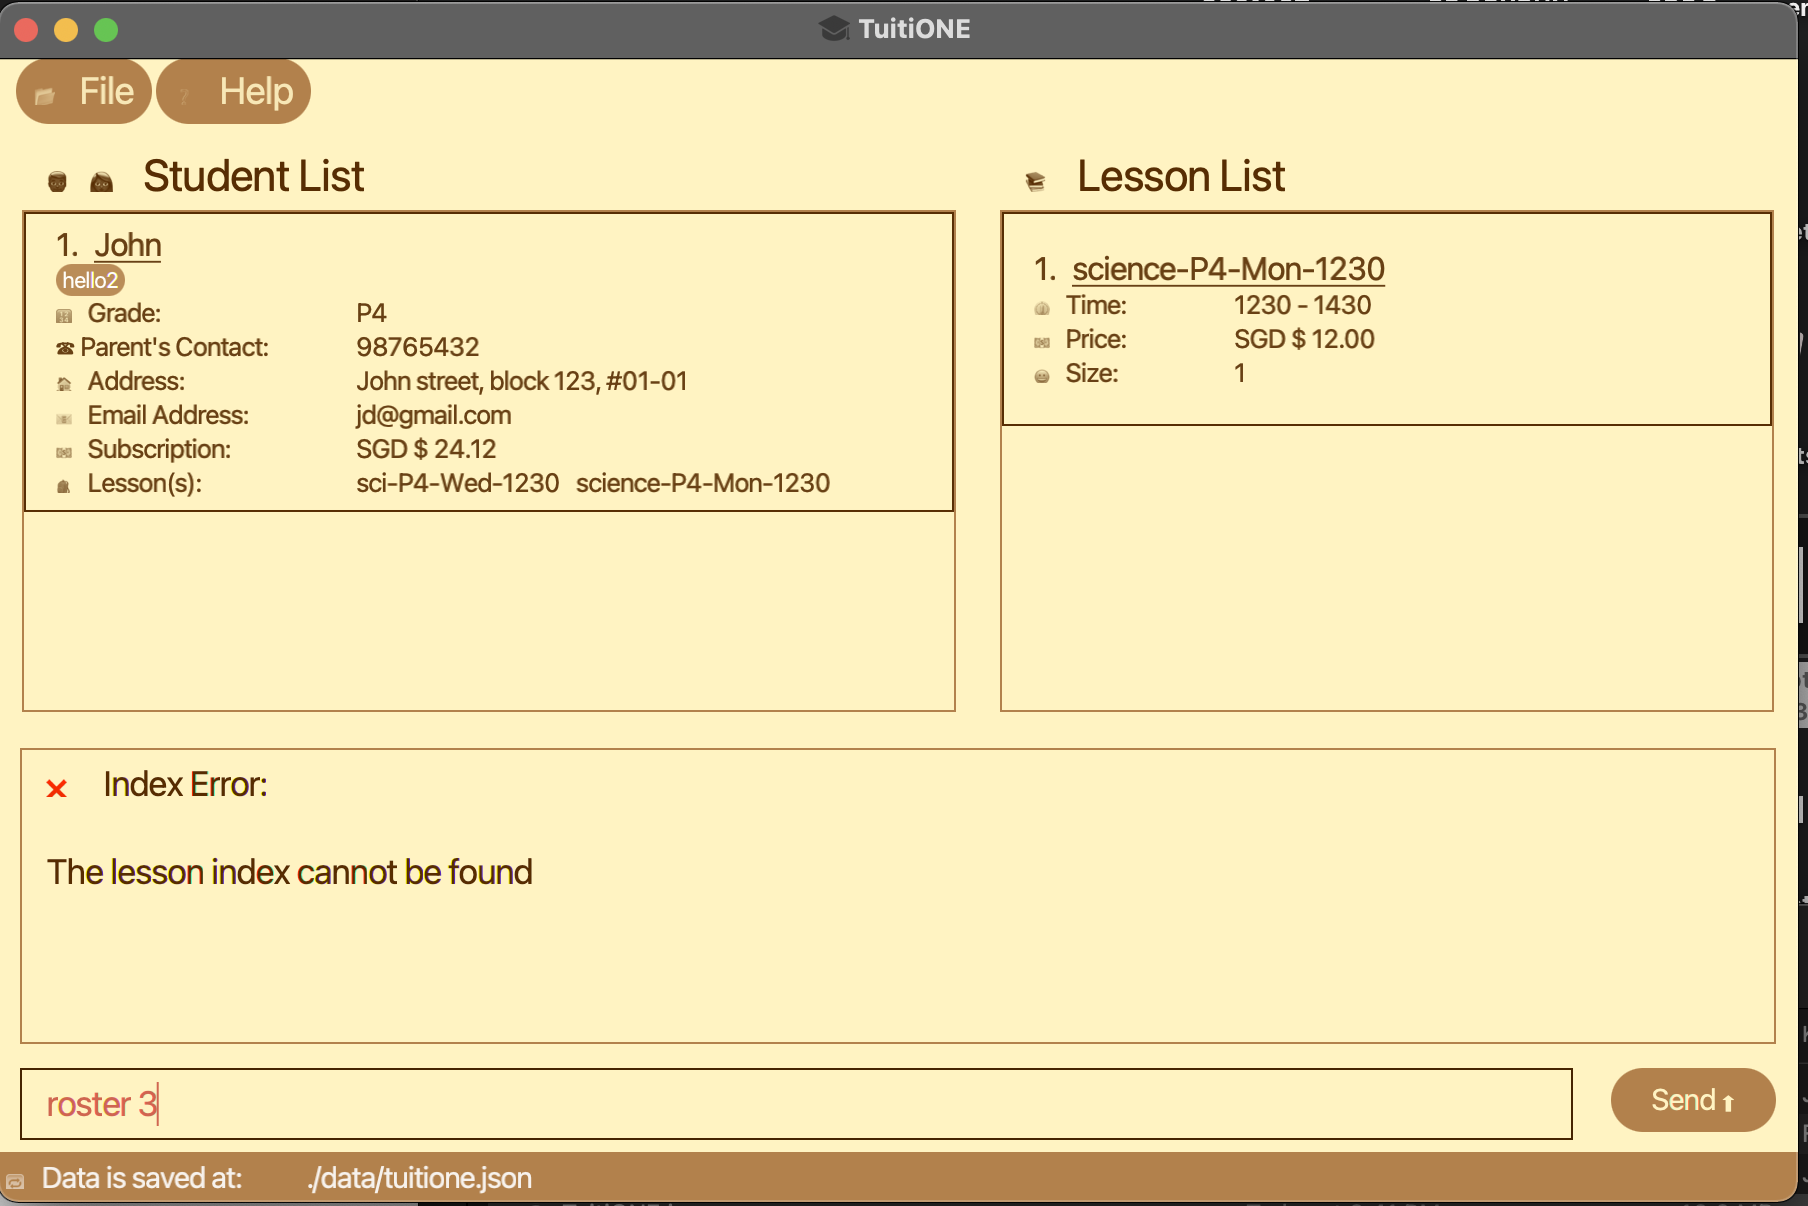 TuitiONE
File Help
Student List
1. John
hello2
Grade: P4
Parent's Contact: 98765432
Address: John street, block 123, #01-01
Email Address: jd@gmail.com
Subscription: SGD $ 24.12
Lesson(s): sci-P4-Wed-1230 science-P4-Mon-1230
Lesson List
1. science-P4-Mon-1230
Time: 1230 - 1430
Price: SGD $ 12.00
Size: 1
Index Error:
The lesson index cannot be found
roster 3
Send
Data is saved at: ./data/tuitione.json